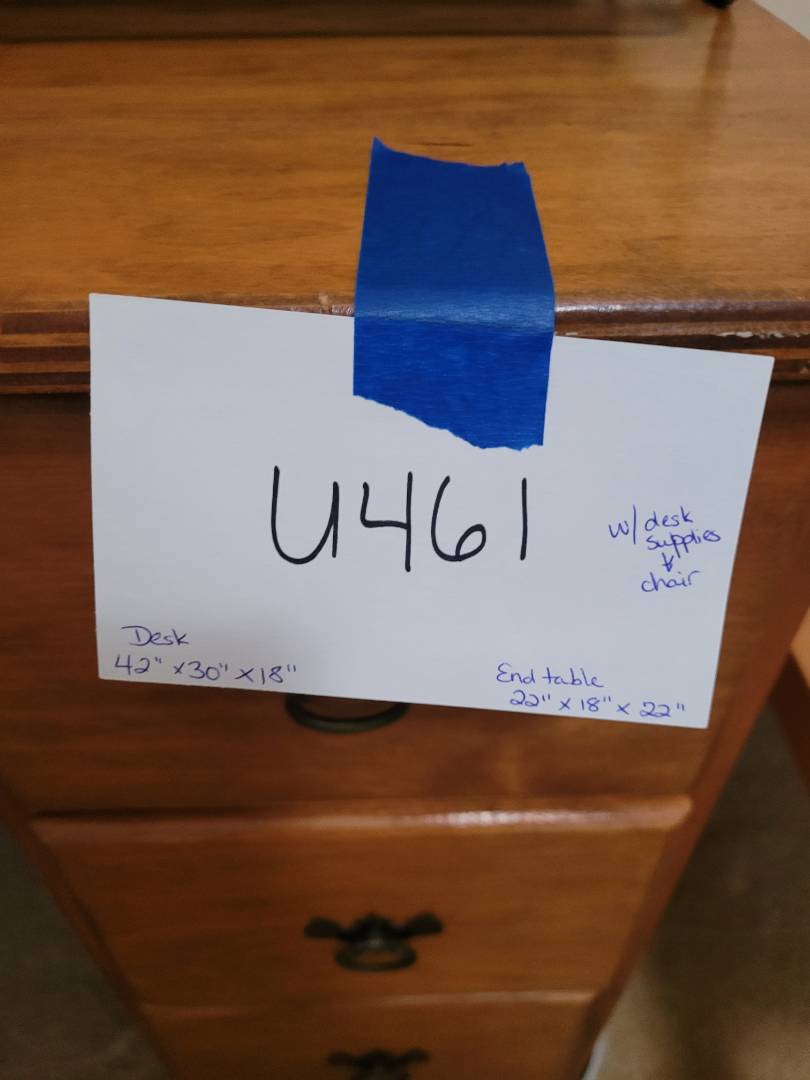 U461
w/ desk
supplies
&
chair
Desk
42" x 30" x 18"
End table
22" x 18" x 22"